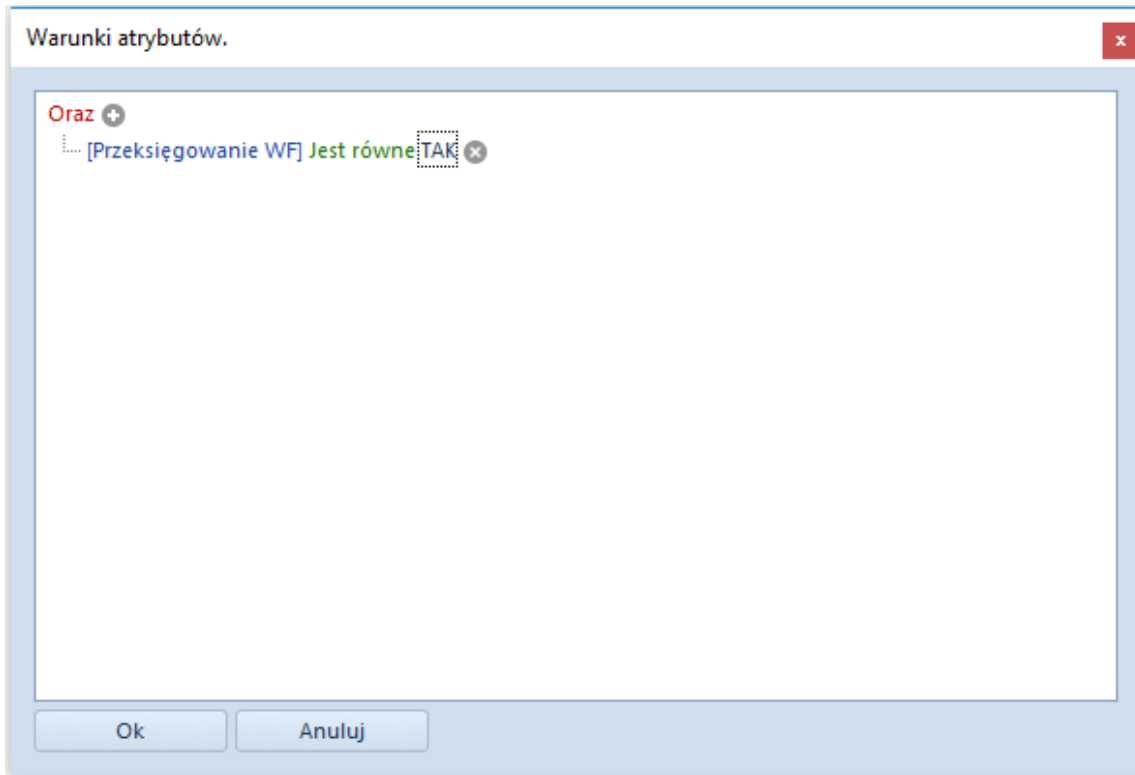 Warunki atrybutów.
x
Oraz
[Przeksięgowanie WF] Jest równe TAK
Ok Anuluj